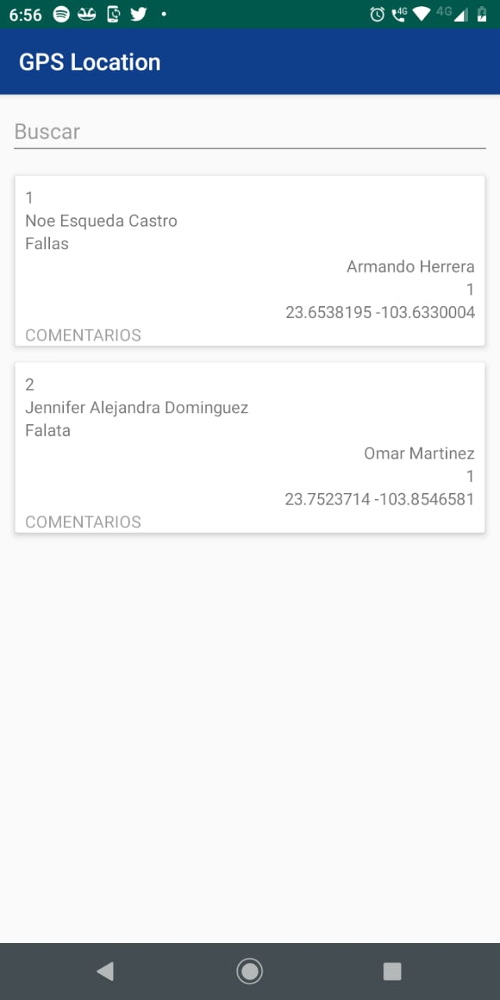 6:56
4G
4G
GPS Location
Buscar
1
Noe Esqueda Castro
Fallas
Armando Herrera
1
23.6538195 -103.6330004
COMENTARIOS
2
Jennifer Alejandra Dominguez
Falata
Omar Martinez
1
23.7523714 -103.8546581
COMENTARIOS